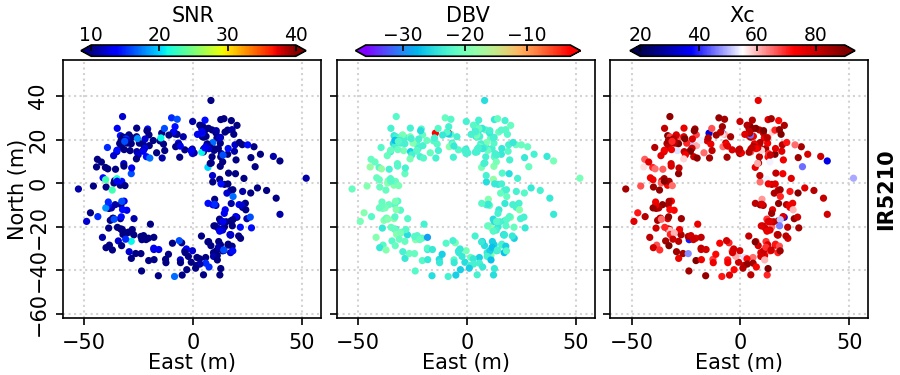 SNR DBV Xc
10 20 30 40 −30 −20 −10 20 40 60 80
40
20
0
−20
−40
−60
North (m)
−50 0 50 −50 0 50 −50 0 50
East (m) East (m) East (m)
IR5210